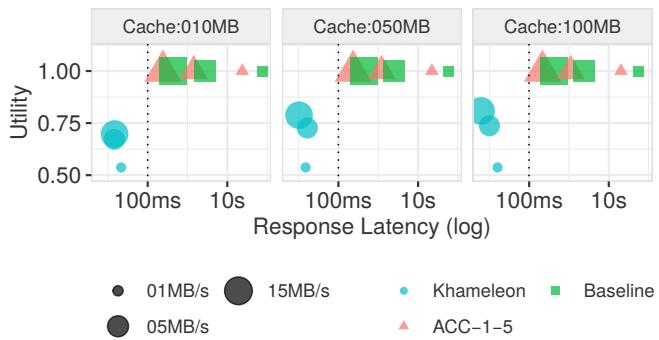 Cache:010MB Cache:050MB Cache:100MB
1.00
0.75
0.50
Utility
100ms 10s 100ms 10s 100ms 10s
Response Latency (log)
01MB/s 15MB/s Khameleon Baseline
05MB/s ACC−1−5